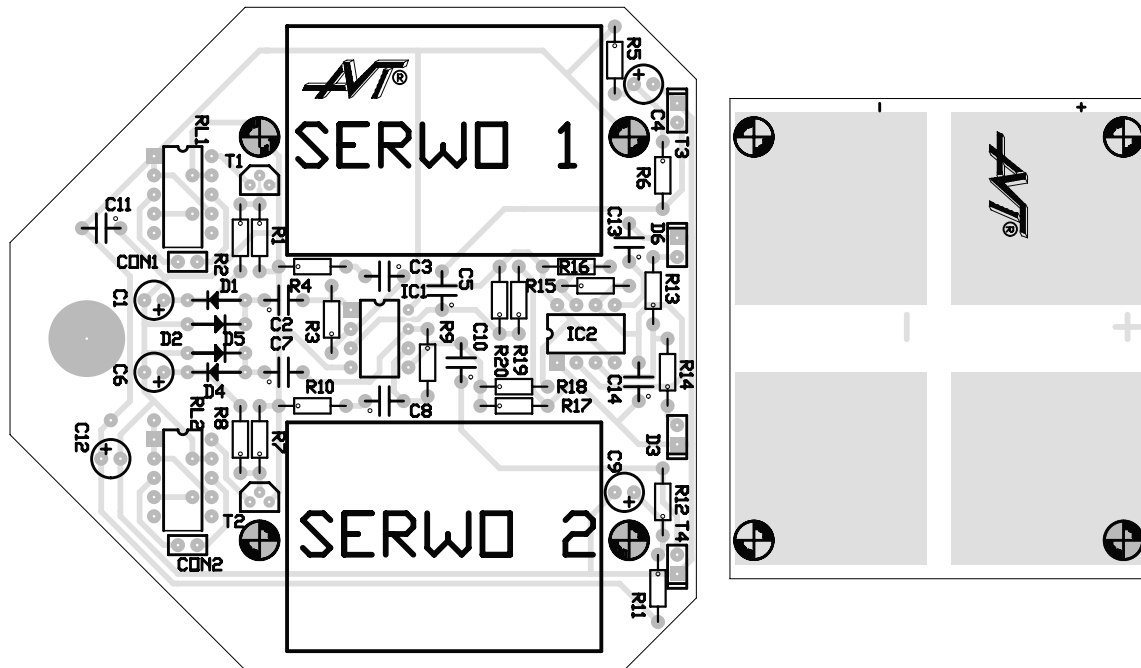 R5
AVT®
C4
RL1
SERWO 1
T3
T1
R6
AVT®
C11
C13
D6
R1
R2
CON1
C3
R16
R4
IC1
C5
R15
R13
D1
C1
C2
R3
R9
IC2
D2
D5
C10
C7
R20
R19
R14
C6
D4
R10
R18
C14
R17
C8
RL2
R8
R7
C12
D3
C9
R12
T2
SERWO 2
T4
CON2
R11
- +
- +